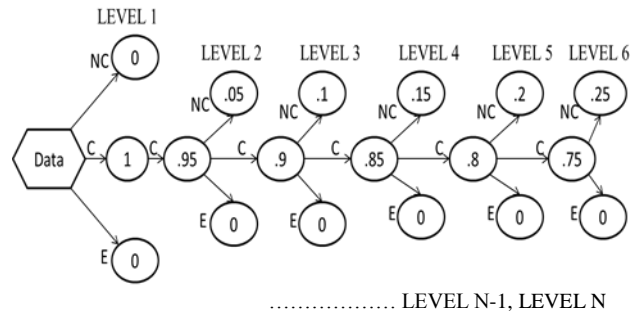 LEVEL 1
LEVEL 2 LEVEL 3 LEVEL 4 LEVEL 5 LEVEL 6
NC 0
NC .05 NC .1 NC .15 NC .2 NC .25
Data C 1 C .95 C .9 C .85 C .8 C .75
E 0 E 0 E 0 E 0 E 0
E 0
.................. LEVEL N-1, LEVEL N